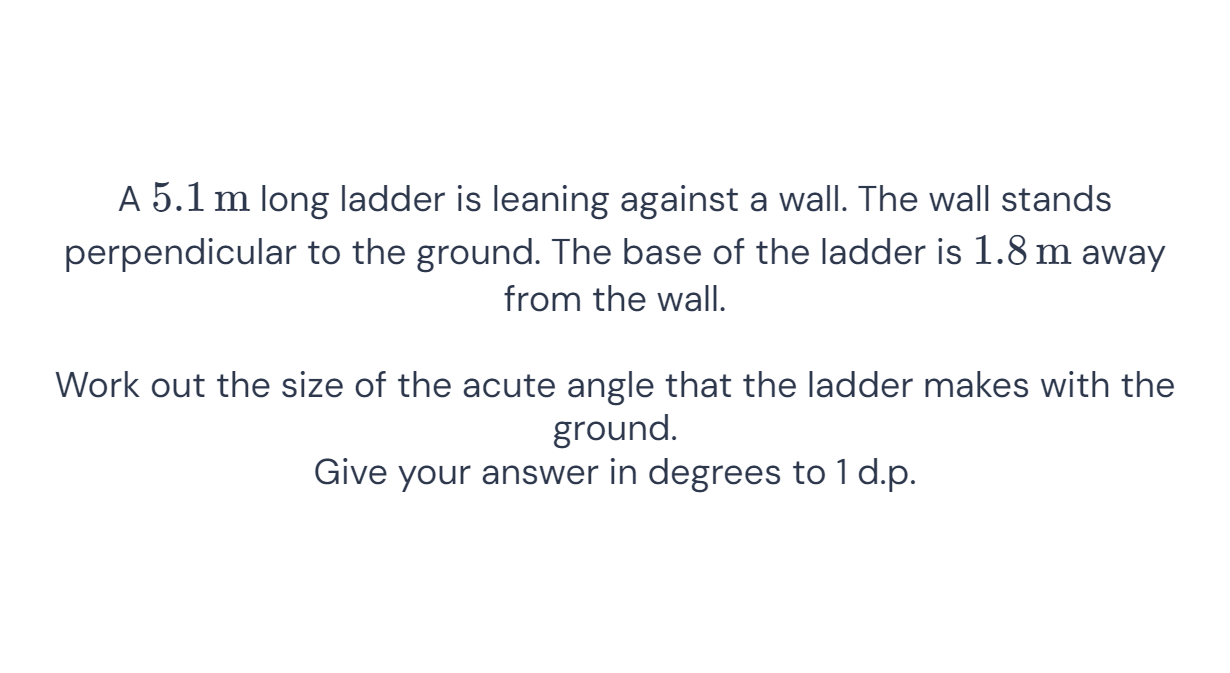 A 5.1 m long ladder is leaning against a wall. The wall stands
perpendicular to the ground. The base of the ladder is 1.8 m away
from the wall.
Work out the size of the acute angle that the ladder makes with the
ground.
Give your answer in degrees to 1 d.p.